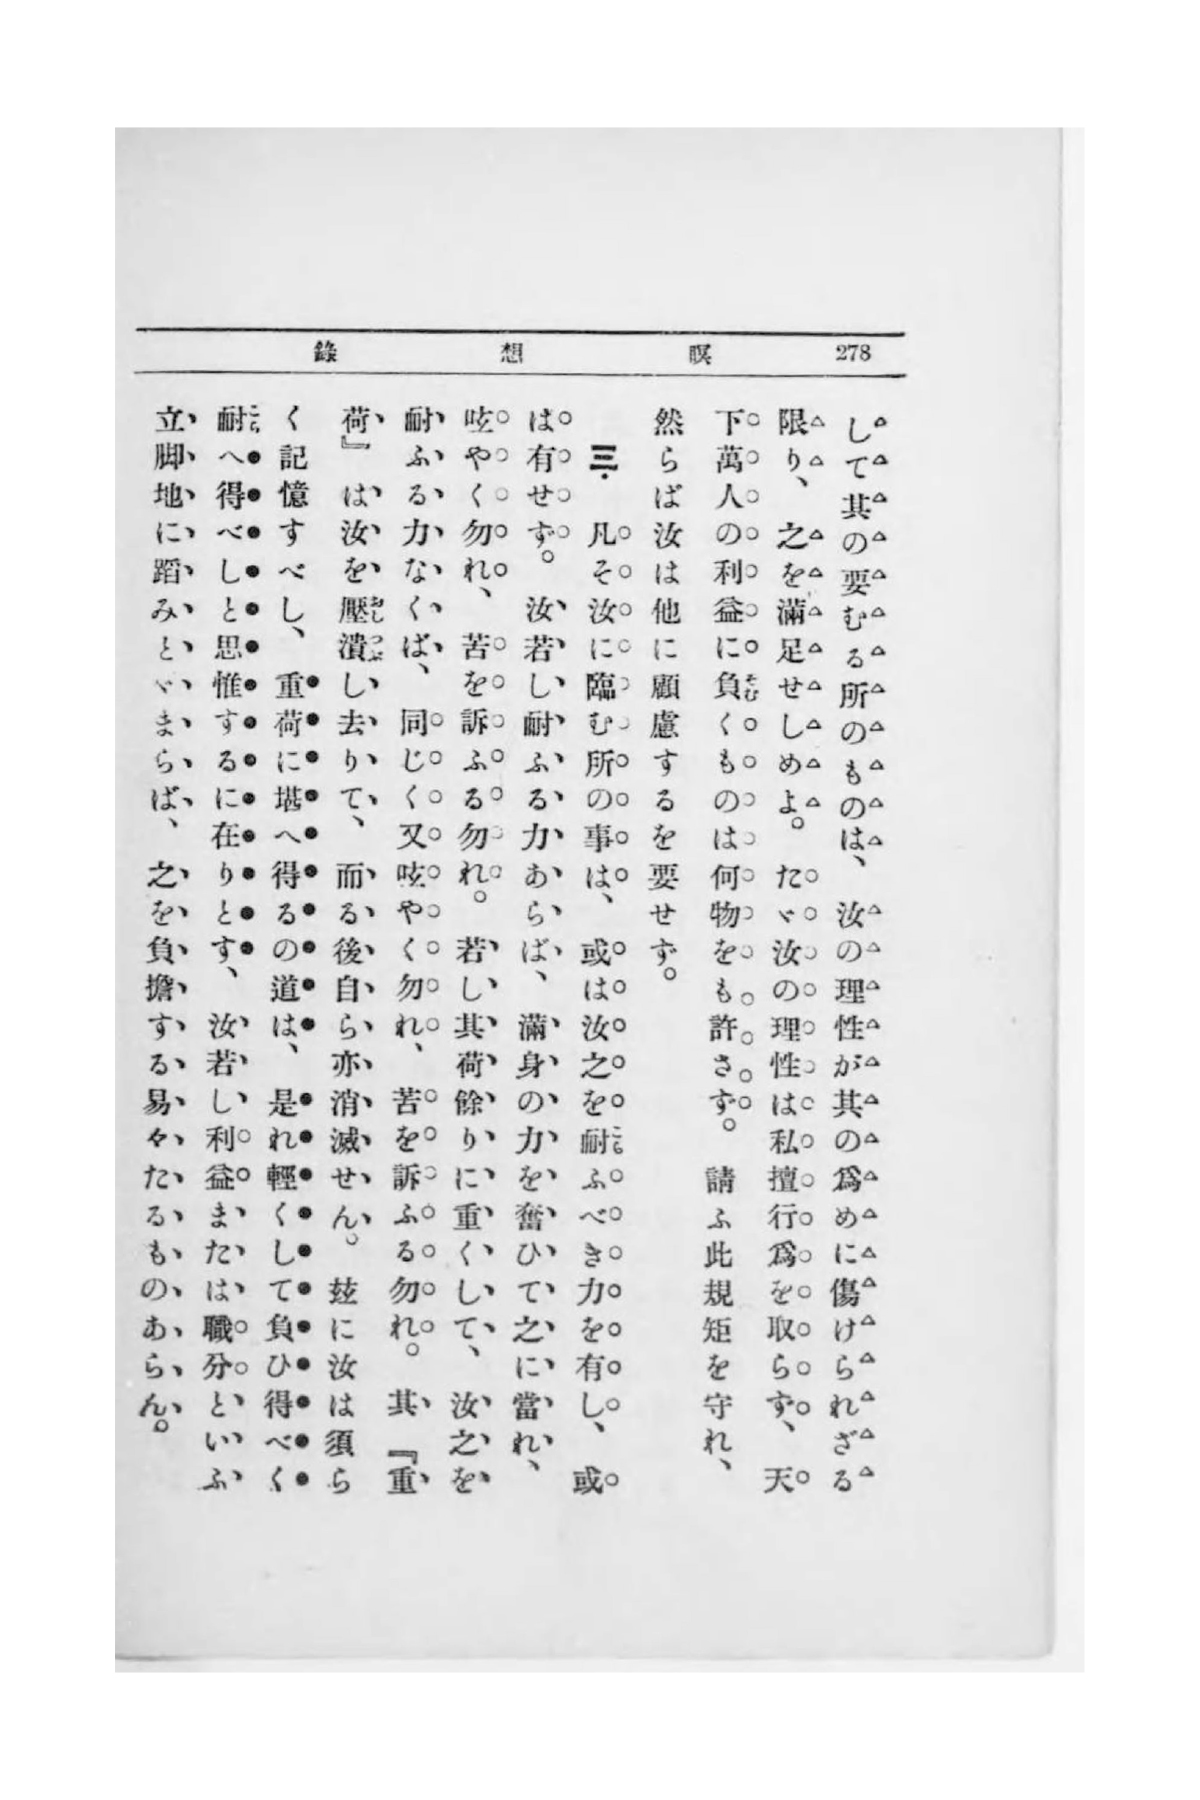 278 瞑想錄
して其の要むる所のものは、汝の理性が其の爲めに傷けられざる
限り、之を滿足せしめよ。たゞ汝の理性は私擅行爲を取らず、天
下萬人の利益に負くものは何物をも許さず。請ふ此規矩を守れ、
然らば汝は他に顧慮するを要せず。
三. 凡そ汝に臨む所の事は、或は汝之を耐ふべき力を有し、或
は有せず。汝若し耐ふる力あらば、滿身の力を奮ひて之に當れ、
呟やく勿れ、苦を訴ふる勿れ。若し其荷餘りに重くして、汝之を
耐ふる力なくば、同じく又呟やく勿れ、苦を訴ふる勿れ。其『重
荷』は汝を壓潰し去りて、而る後自ら亦消滅せん。玆に汝は須ら
く記憶すべし、重荷に堪へ得るの道は、是れ輕くして負ひ得べく
耐へ得べしと思惟するに在りとす、汝若し利益または職分といふ
立脚地に蹈みとゞまらば、之を負擔する易々たるものあらん。